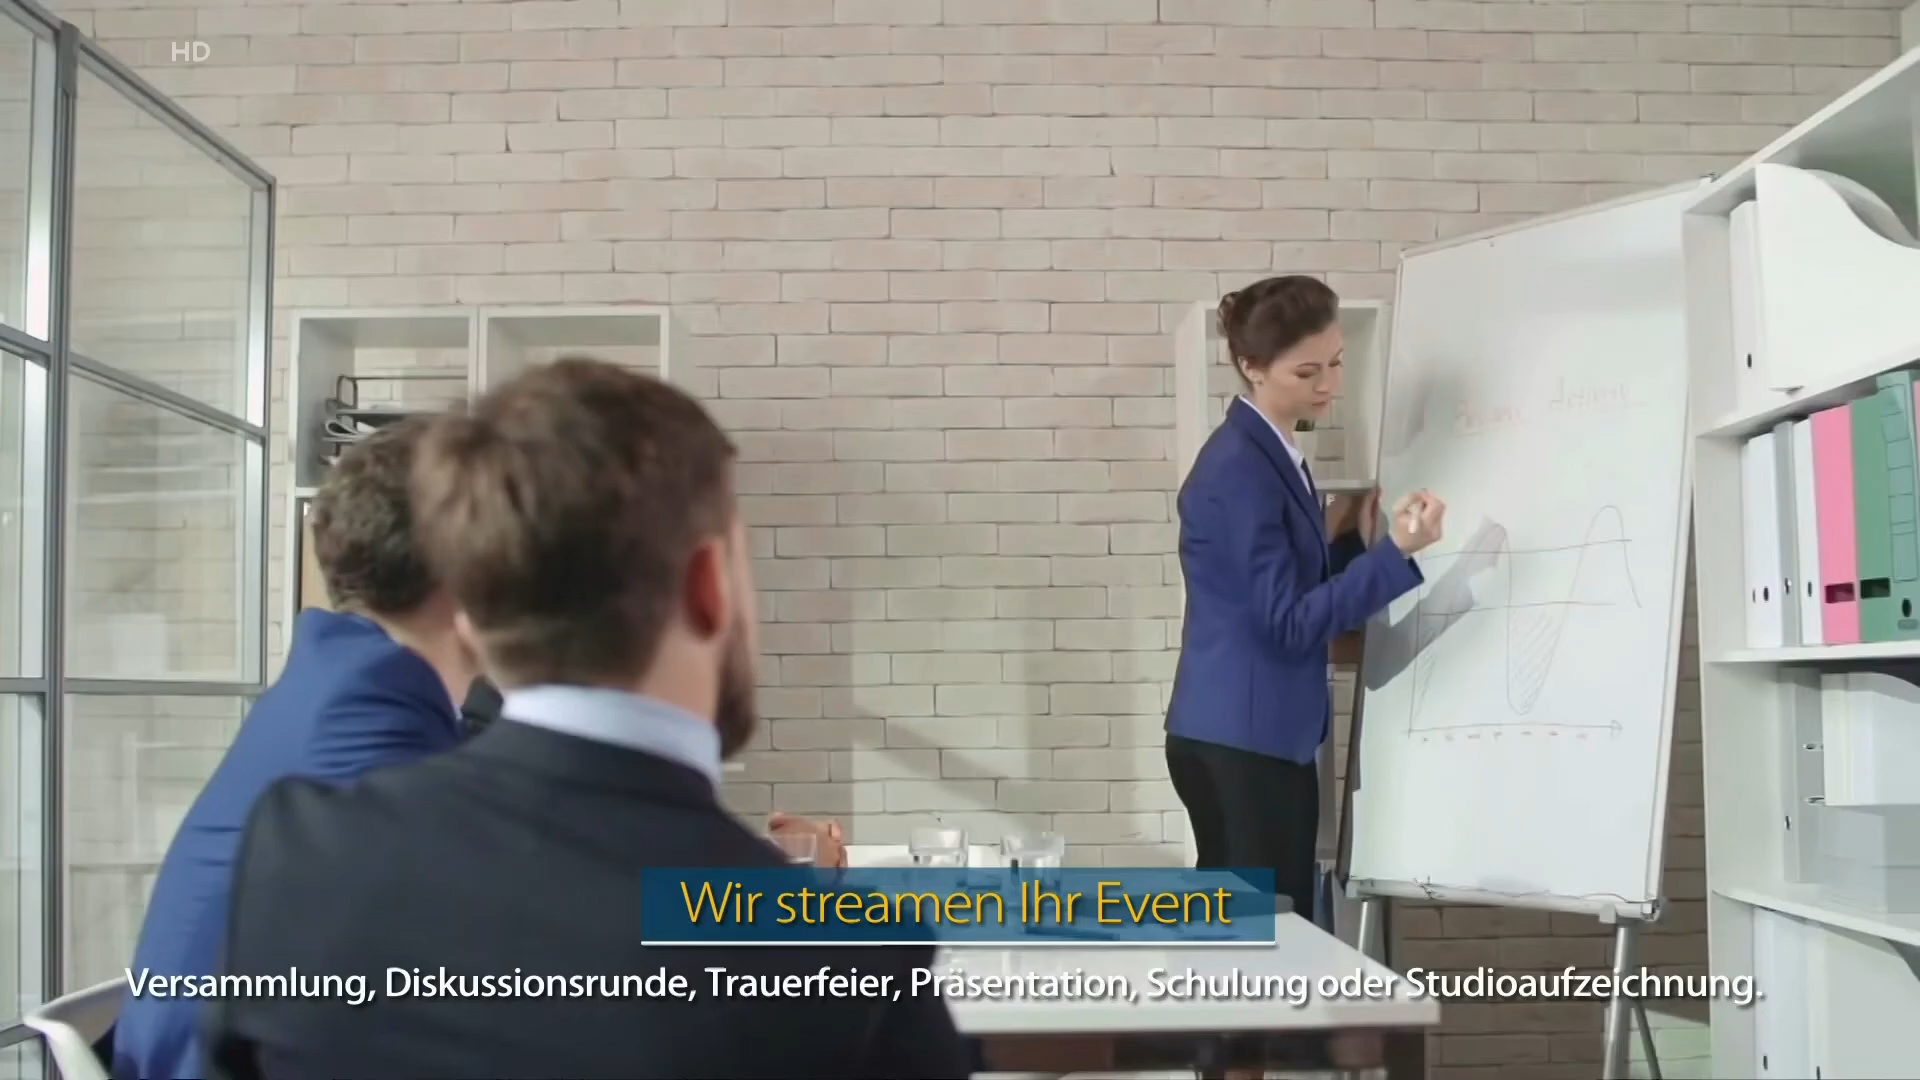 HD
Wir streamen Ihr Event
Versammlung, Diskussionsrunde, Trauerfeier, Präsentation, Schulung oder Studioaufzeichnung.